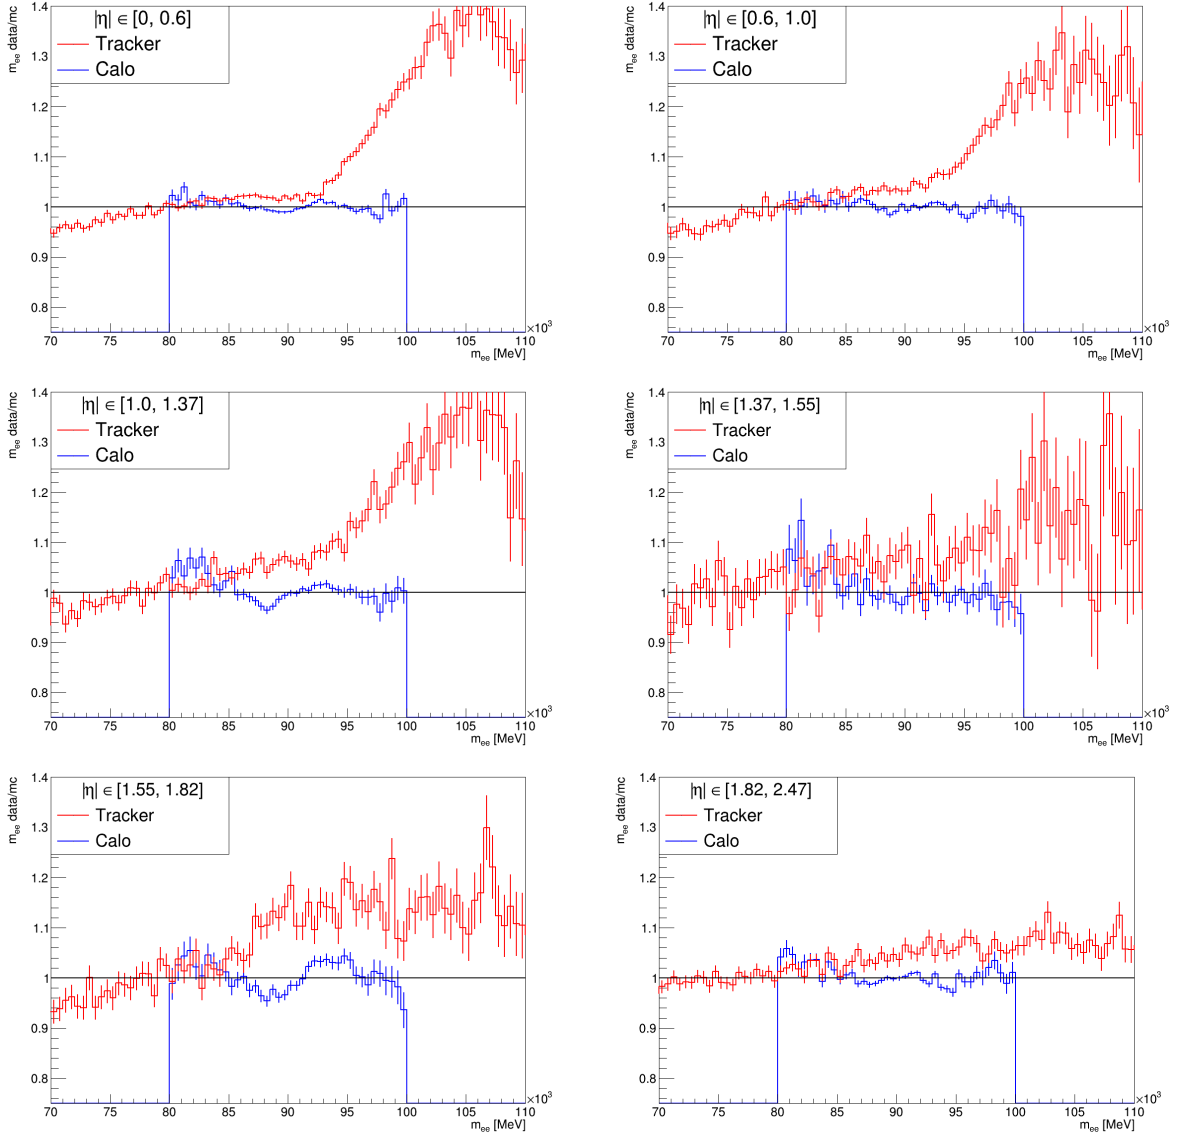 |η| ∈ [0, 0.6]
Tracker
Calo
m_ee data/mc
1.4
1.3
1.2
1.1
1
0.9
0.8
70 75 80 85 90 95 100 105 110
×10³
m_ee [MeV]
|η| ∈ [0.6, 1.0]
Tracker
Calo
m_ee data/mc
1.4
1.3
1.2
1.1
1
0.9
0.8
70 75 80 85 90 95 100 105 110
×10³
m_ee [MeV]
|η| ∈ [1.0, 1.37]
Tracker
Calo
m_ee data/mc
1.4
1.3
1.2
1.1
1
0.9
0.8
70 75 80 85 90 95 100 105 110
×10³
m_ee [MeV]
|η| ∈ [1.37, 1.55]
Tracker
Calo
m_ee data/mc
1.4
1.3
1.2
1.1
1
0.9
0.8
70 75 80 85 90 95 100 105 110
×10³
m_ee [MeV]
|η| ∈ [1.55, 1.82]
Tracker
Calo
m_ee data/mc
1.4
1.3
1.2
1.1
1
0.9
0.8
70 75 80 85 90 95 100 105 110
×10³
m_ee [MeV]
|η| ∈ [1.82, 2.47]
Tracker
Calo
m_ee data/mc
1.4
1.3
1.2
1.1
1
0.9
0.8
70 75 80 85 90 95 100 105 110
×10³
m_ee [MeV]